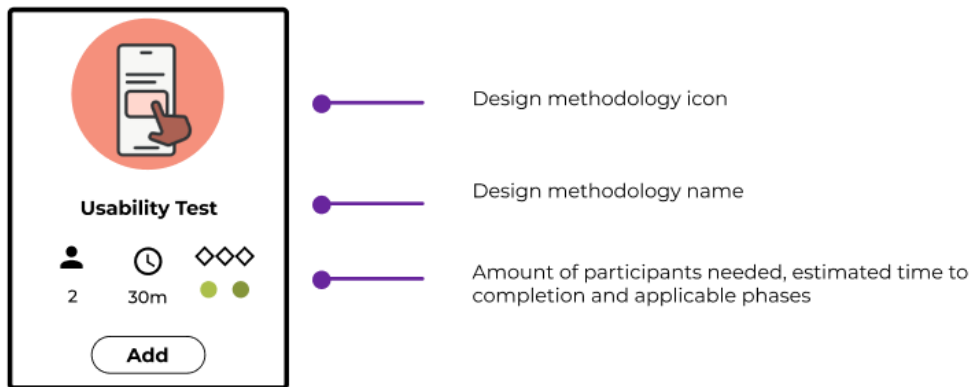 Design methodology icon
Usability Test
Design methodology name
2
30m
Amount of participants needed, estimated time to
completion and applicable phases
Add